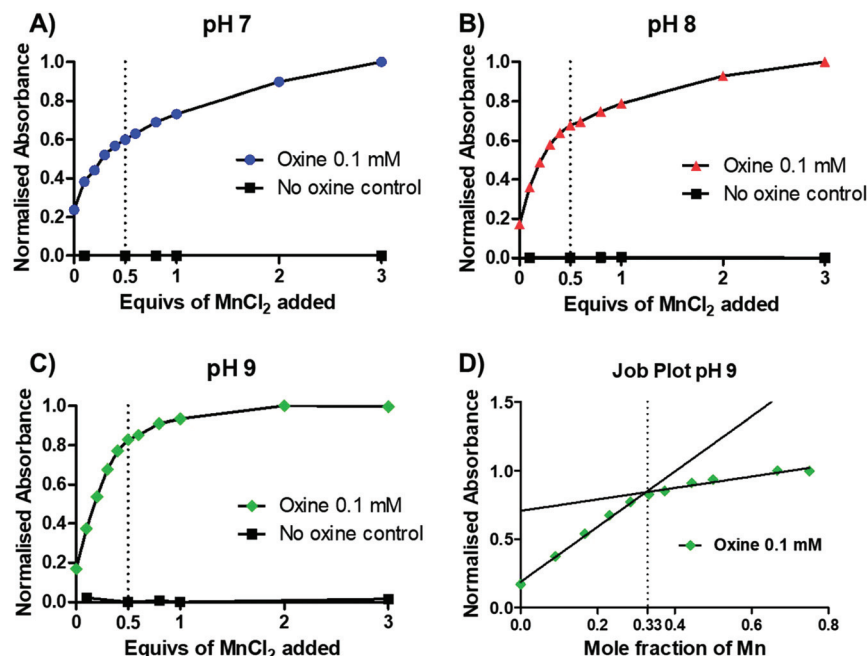 A)
pH 7
Normalised Absorbance
1.0
0.8
0.6
0.4
0.2
0.0
Oxine 0.1 mM
No oxine control
0 0.5 1 2 3
Equivs of MnCl₂ added
B)
pH 8
Normalised Absorbance
1.0
0.8
0.6
0.4
0.2
0.0
Oxine 0.1 mM
No oxine control
0 0.5 1 2 3
Equivs of MnCl₂ added
C)
pH 9
Normalised Absorbance
1.0
0.8
0.6
0.4
0.2
0.0
Oxine 0.1 mM
No oxine control
0 0.5 1 2 3
Equivs of MnCl₂ added
D)
Job Plot pH 9
Normalised Absorbance
1.5
1.0
0.5
0.0
Oxine 0.1 mM
0.0 0.2 0.33 0.4 0.6 0.8
Mole fraction of Mn